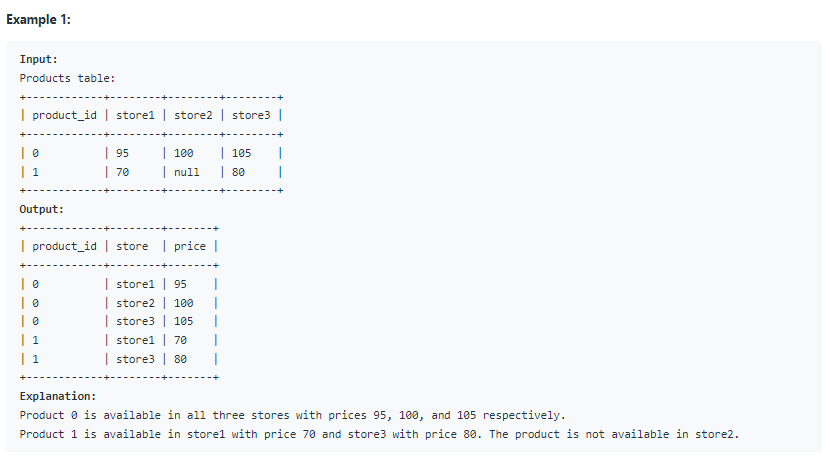 Example 1:
Input:
Products table:
+------------+--------+--------+--------+
| product_id | store1 | store2 | store3 |
+------------+--------+--------+--------+
| 0          | 95     | 100    | 105    |
| 1          | 70     | null   | 80     |
+------------+--------+--------+--------+
Output:
+------------+--------+-------+
| product_id | store  | price |
+------------+--------+-------+
| 0          | store1 | 95    |
| 0          | store2 | 100   |
| 0          | store3 | 105   |
| 1          | store1 | 70    |
| 1          | store3 | 80    |
+------------+--------+-------+
Explanation:
Product 0 is available in all three stores with prices 95, 100, and 105 respectively.
Product 1 is available in store1 with price 70 and store3 with price 80. The product is not available in store2.